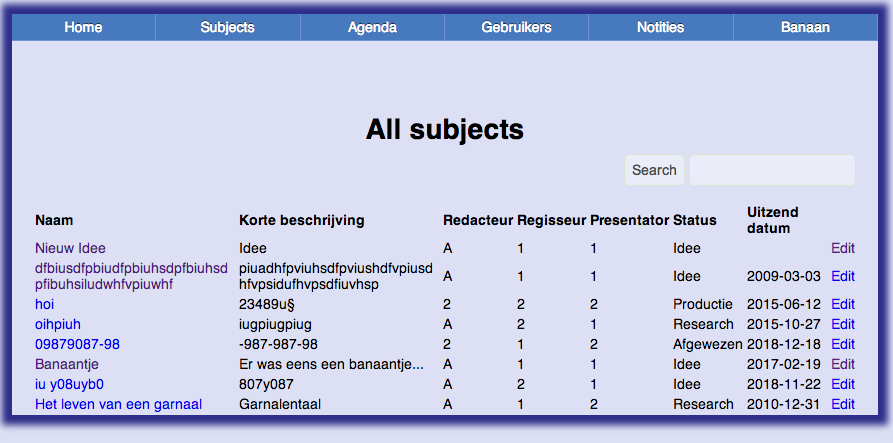 Home Subjects Agenda Gebruikers Notities Banaan
All subjects
Search
Naam Korte beschrijving Redacteur Regisseur Presentator Status Uitzend datum
Nieuw Idee Idee A 1 1 Idee Edit
dfbiusdfpbiudfpbiuhsdpfbiuhsd piuadhfpviuhsdfpviushdfvpiusd A 1 1 Idee 2009-03-03 Edit
pfibuhsiludwhfvpiuwhf hfvpsidufhvpsdfiuvhsp
hoi 23489u§ 2 2 2 Productie 2015-06-12 Edit
oihpiuh iugpiugpiug A 2 1 Research 2015-10-27 Edit
09879087-98 -987-987-98 2 1 2 Afgewezen 2018-12-18 Edit
Banaantje Er was eens een banaantje... A 1 1 Idee 2017-02-19 Edit
iu y08uyb0 807y087 A 2 1 Idee 2018-11-22 Edit
Het leven van een garnaal Garnalentaal A 1 2 Research 2010-12-31 Edit